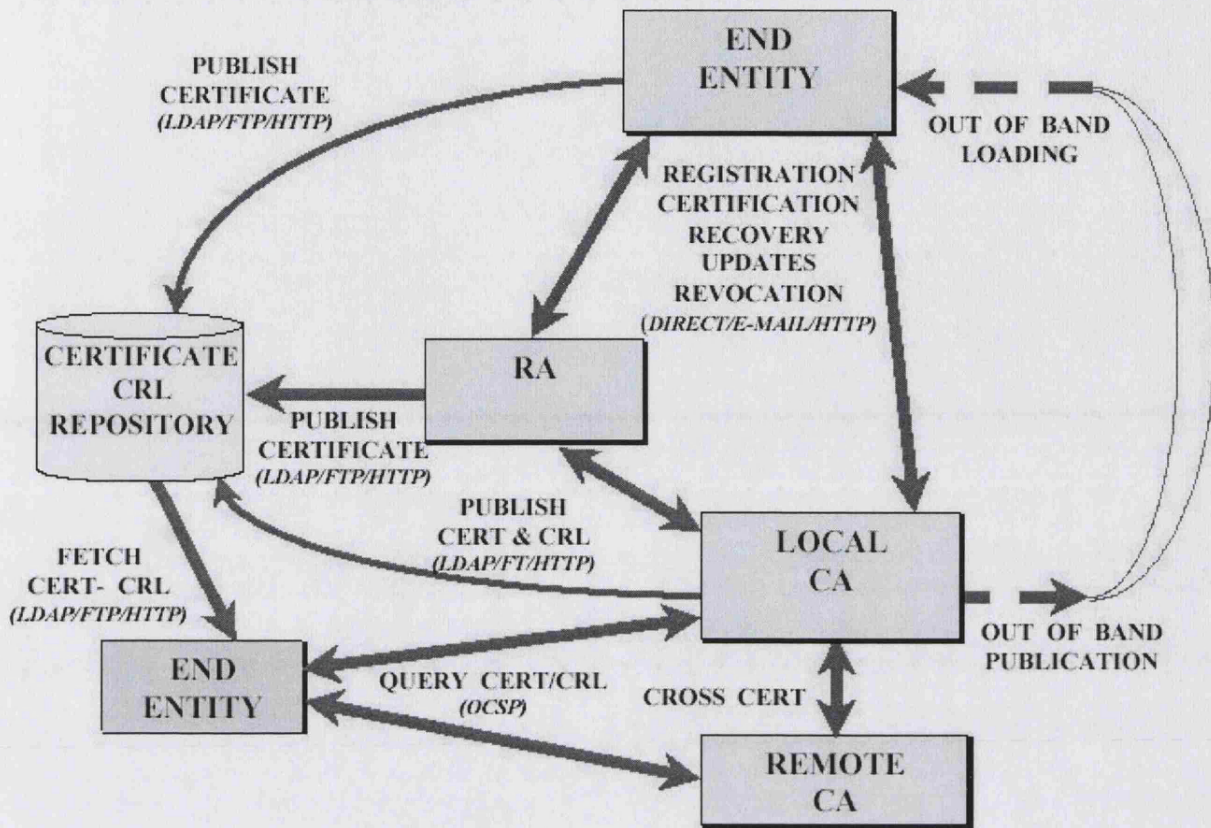 END
ENTITY
PUBLISH
CERTIFICATE
(LDAP/FTP/HTTP)
OUT OF BAND
LOADING
REGISTRATION
CERTIFICATION
RECOVERY
UPDATES
REVOCATION
(DIRECT/E-MAIL/HTTP)
CERTIFICATE
CRL
REPOSITORY
RA
PUBLISH
CERTIFICATE
(LDAP/FTP/HTTP)
PUBLISH
CERT & CRL
(LDAP/FT/HTTP)
LOCAL
CA
FETCH
CERT- CRL
(LDAP/FTP/HTTP)
OUT OF BAND
PUBLICATION
END
ENTITY
QUERY CERT/CRL
(OCSP)
CROSS CERT
REMOTE
CA